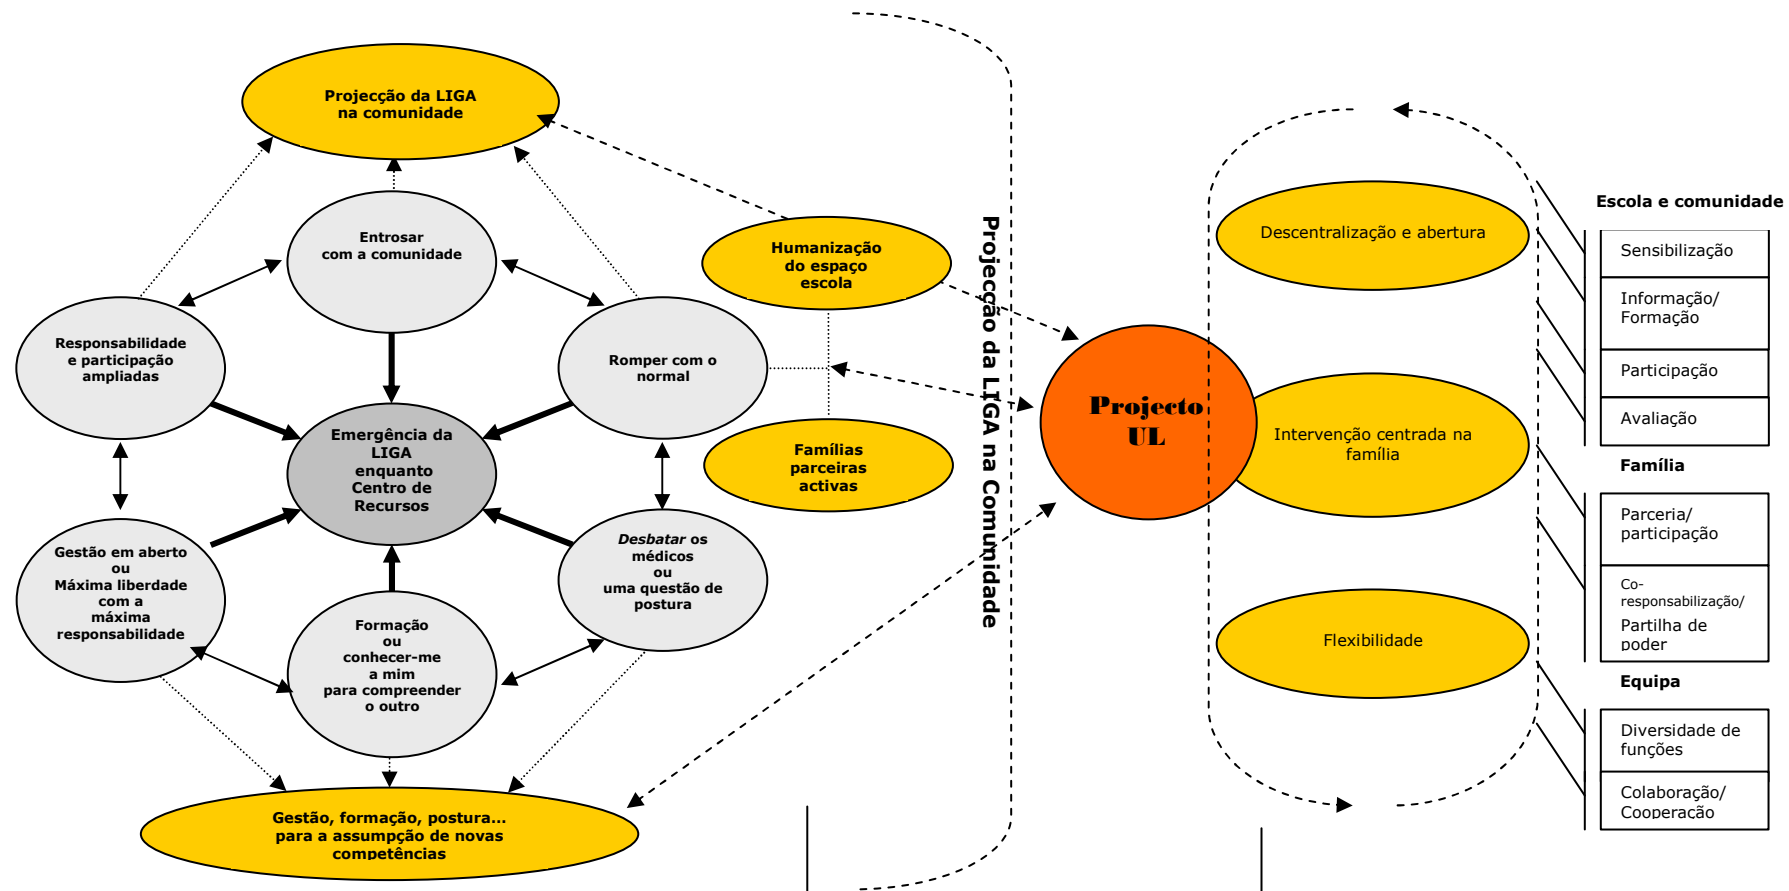 Projecção da LIGA
na comunidade
Entrosar
com a comunidade
Responsabilidade
e participação
ampliadas
Romper com o
normal
Emergência da
LIGA
enquanto
Centro de
Recursos
Gestão em aberto
ou
Máxima liberdade
com a
máxima
responsabilidade
Formação
ou
conhecer-me
a mim
para compreender
o outro
Desbatar os
médicos
ou
uma questão de
postura
Gestão, formação, postura...
para a assumpção de novas
competências
Humanização
do espaço
escola
Famílias
parceiras
activas
Projecção da LIGA na Comunidade
Projecto
UL
Descentralização e abertura
Intervenção centrada na
família
Flexibilidade
Escola e comunidade
Sensibilização
Informação/
Formação
Participação
Avaliação
Família
Parceria/
participação
Co-
responsabilização/
Partilha de
poder
Equipa
Diversidade de
funções
Colaboração/
Cooperação